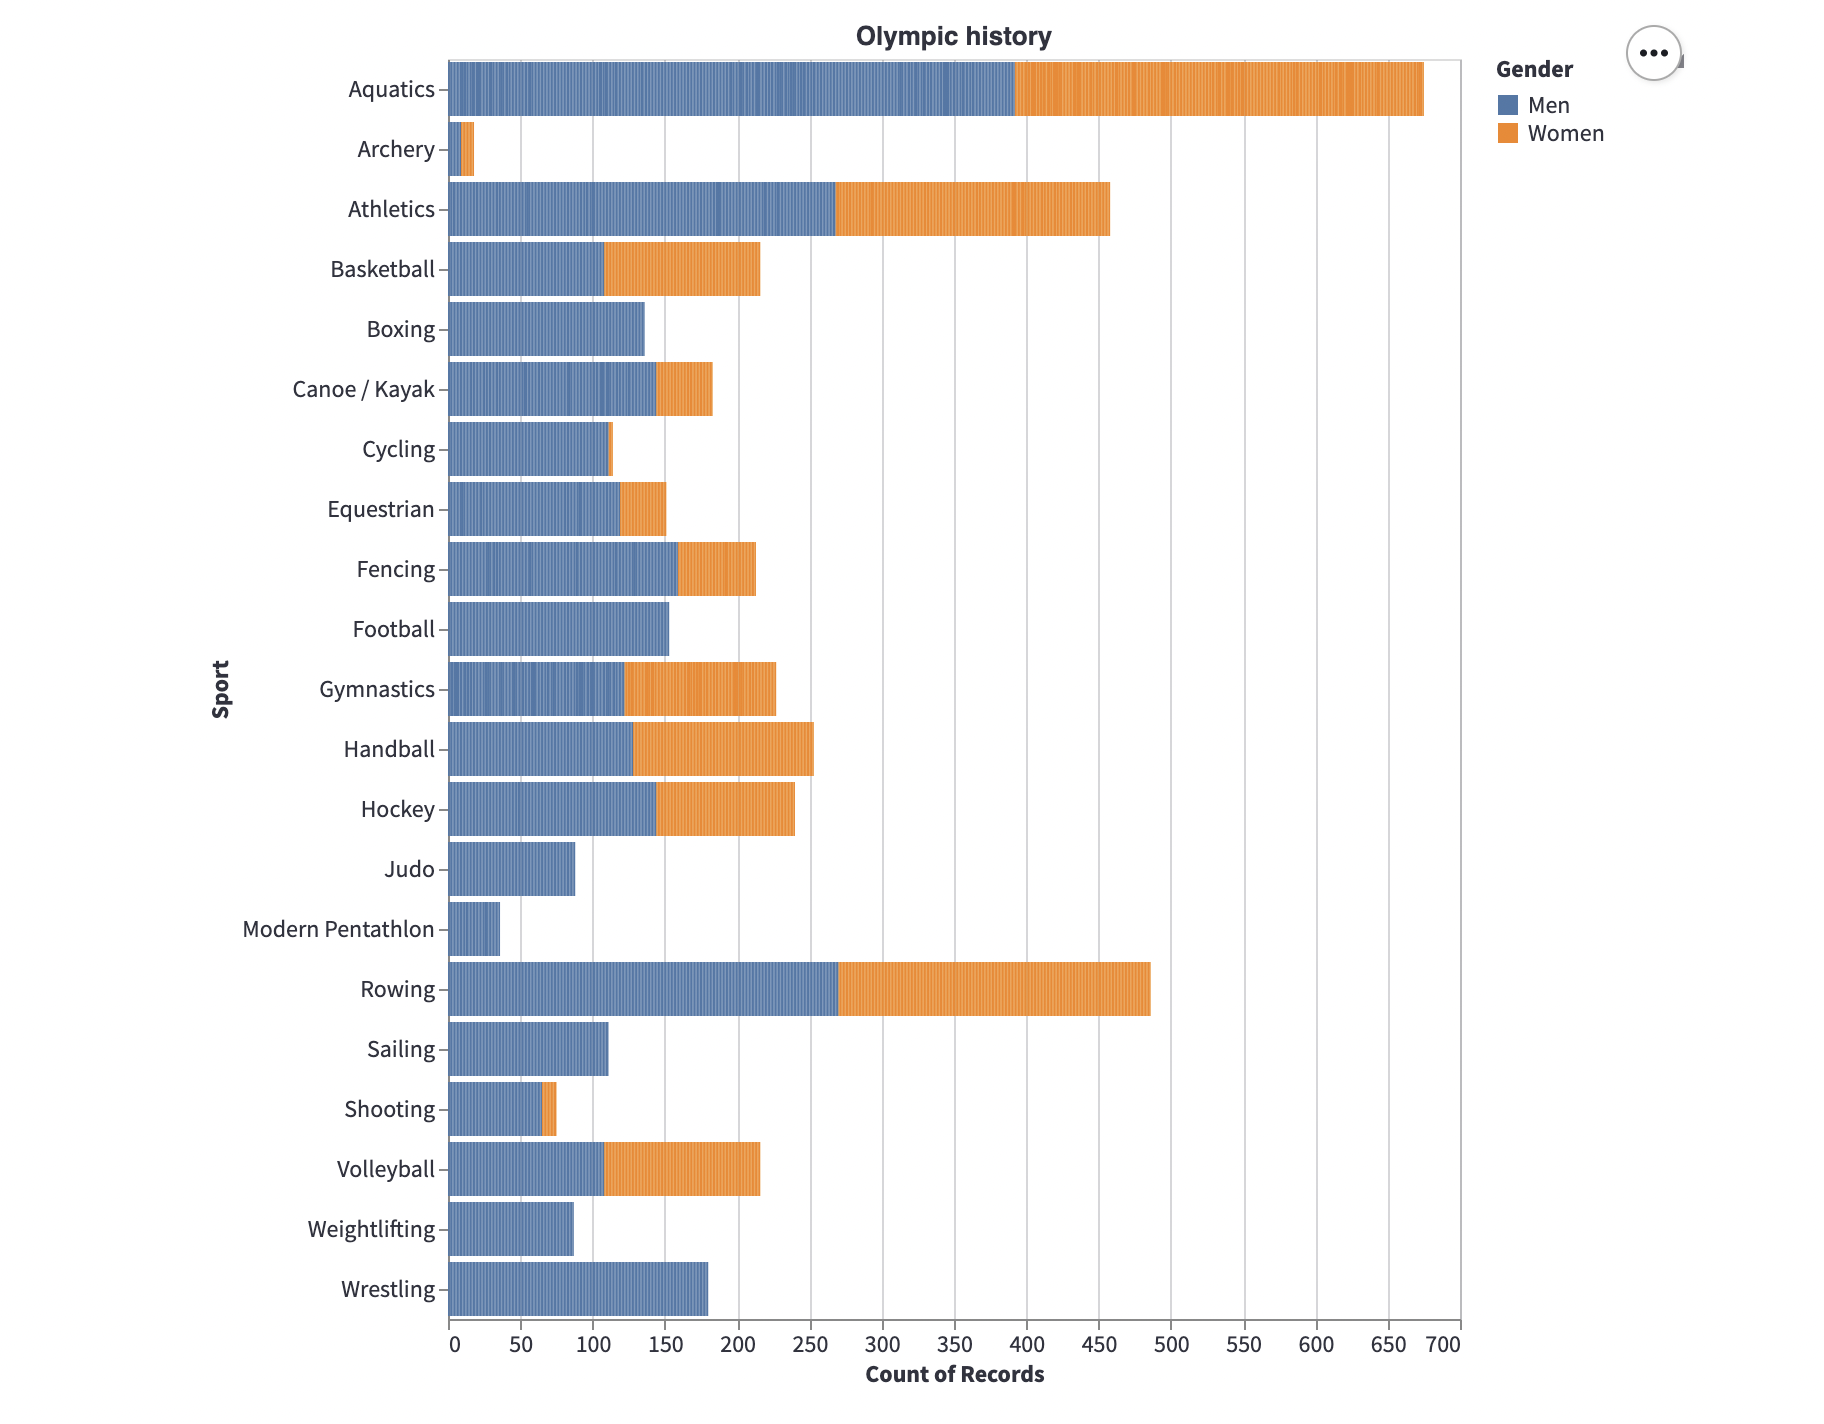 Olympic history
Gender
Men
Women
Sport
Aquatics
Archery
Athletics
Basketball
Boxing
Canoe / Kayak
Cycling
Equestrian
Fencing
Football
Gymnastics
Handball
Hockey
Judo
Modern Pentathlon
Rowing
Sailing
Shooting
Volleyball
Weightlifting
Wrestling
0 50 100 150 200 250 300 350 400 450 500 550 600 650 700
Count of Records